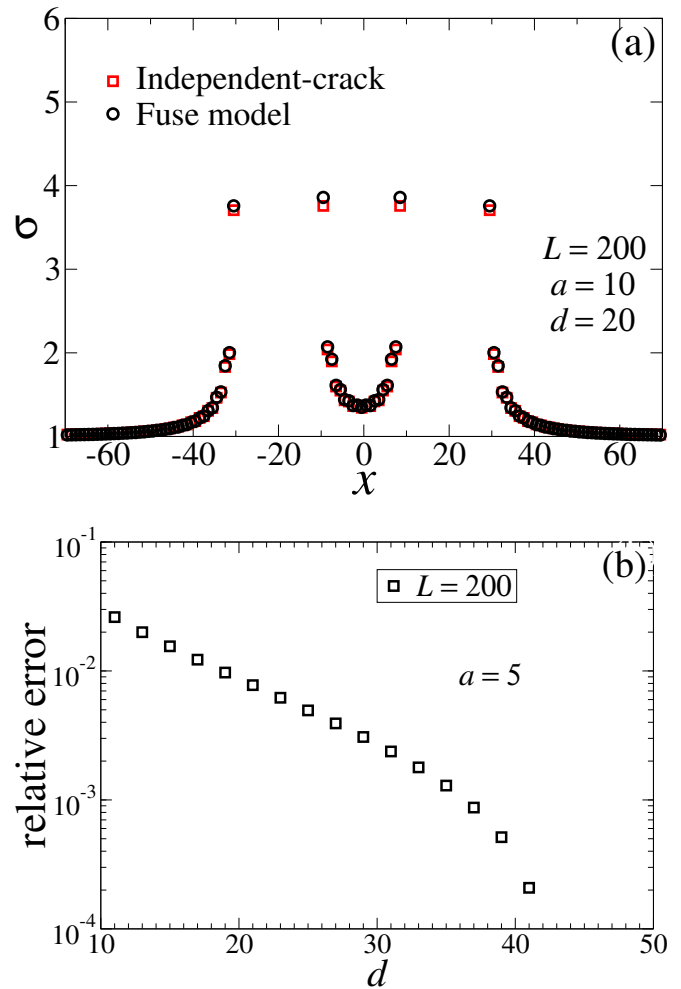 (a)
6
Independent-crack
Fuse model
5
4
σ
3
L = 200
a = 10
d = 20
2
1
-60 -40 -20 0 20 40 60
x
10⁻¹
(b)
L = 200
10⁻²
a = 5
relative error
10⁻³
10⁻⁴
10 20 30 40 50
d